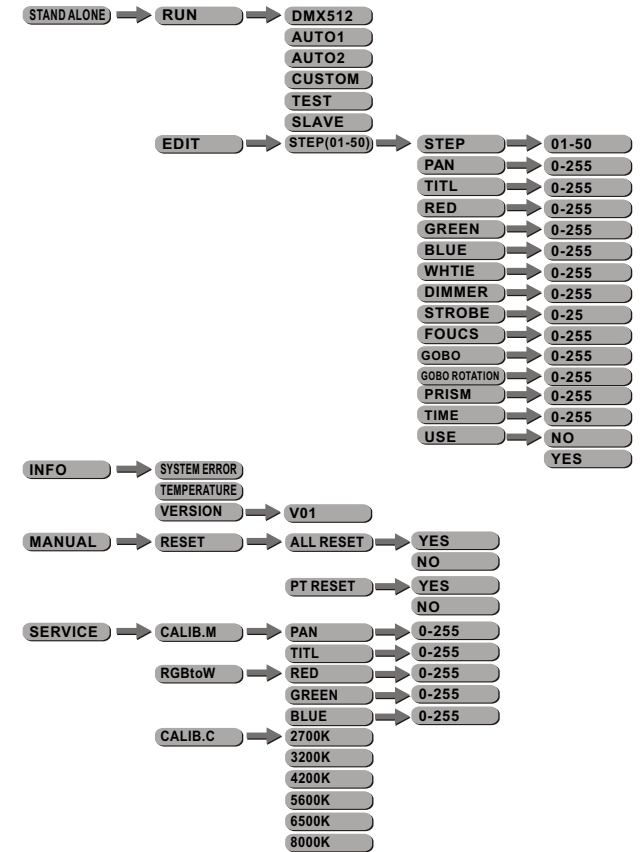 STAND ALONE RUN DMX512
AUTO1
AUTO2
CUSTOM
TEST
SLAVE
EDIT STEP(01-50) STEP 01-50
PAN 0-255
TITL 0-255
RED 0-255
GREEN 0-255
BLUE 0-255
WHTIE 0-255
DIMMER 0-255
STROBE 0-25
FOUCS 0-255
GOBO 0-255
GOBO ROTATION 0-255
PRISM 0-255
TIME 0-255
USE NO
YES
INFO SYSTEM ERROR
TEMPERATURE
VERSION V01
MANUAL RESET ALL RESET YES
NO
PT RESET YES
NO
SERVICE CALIB.M PAN 0-255
TITL 0-255
RGBtoW RED 0-255
GREEN 0-255
BLUE 0-255
CALIB.C 2700K
3200K
4200K
5600K
6500K
8000K